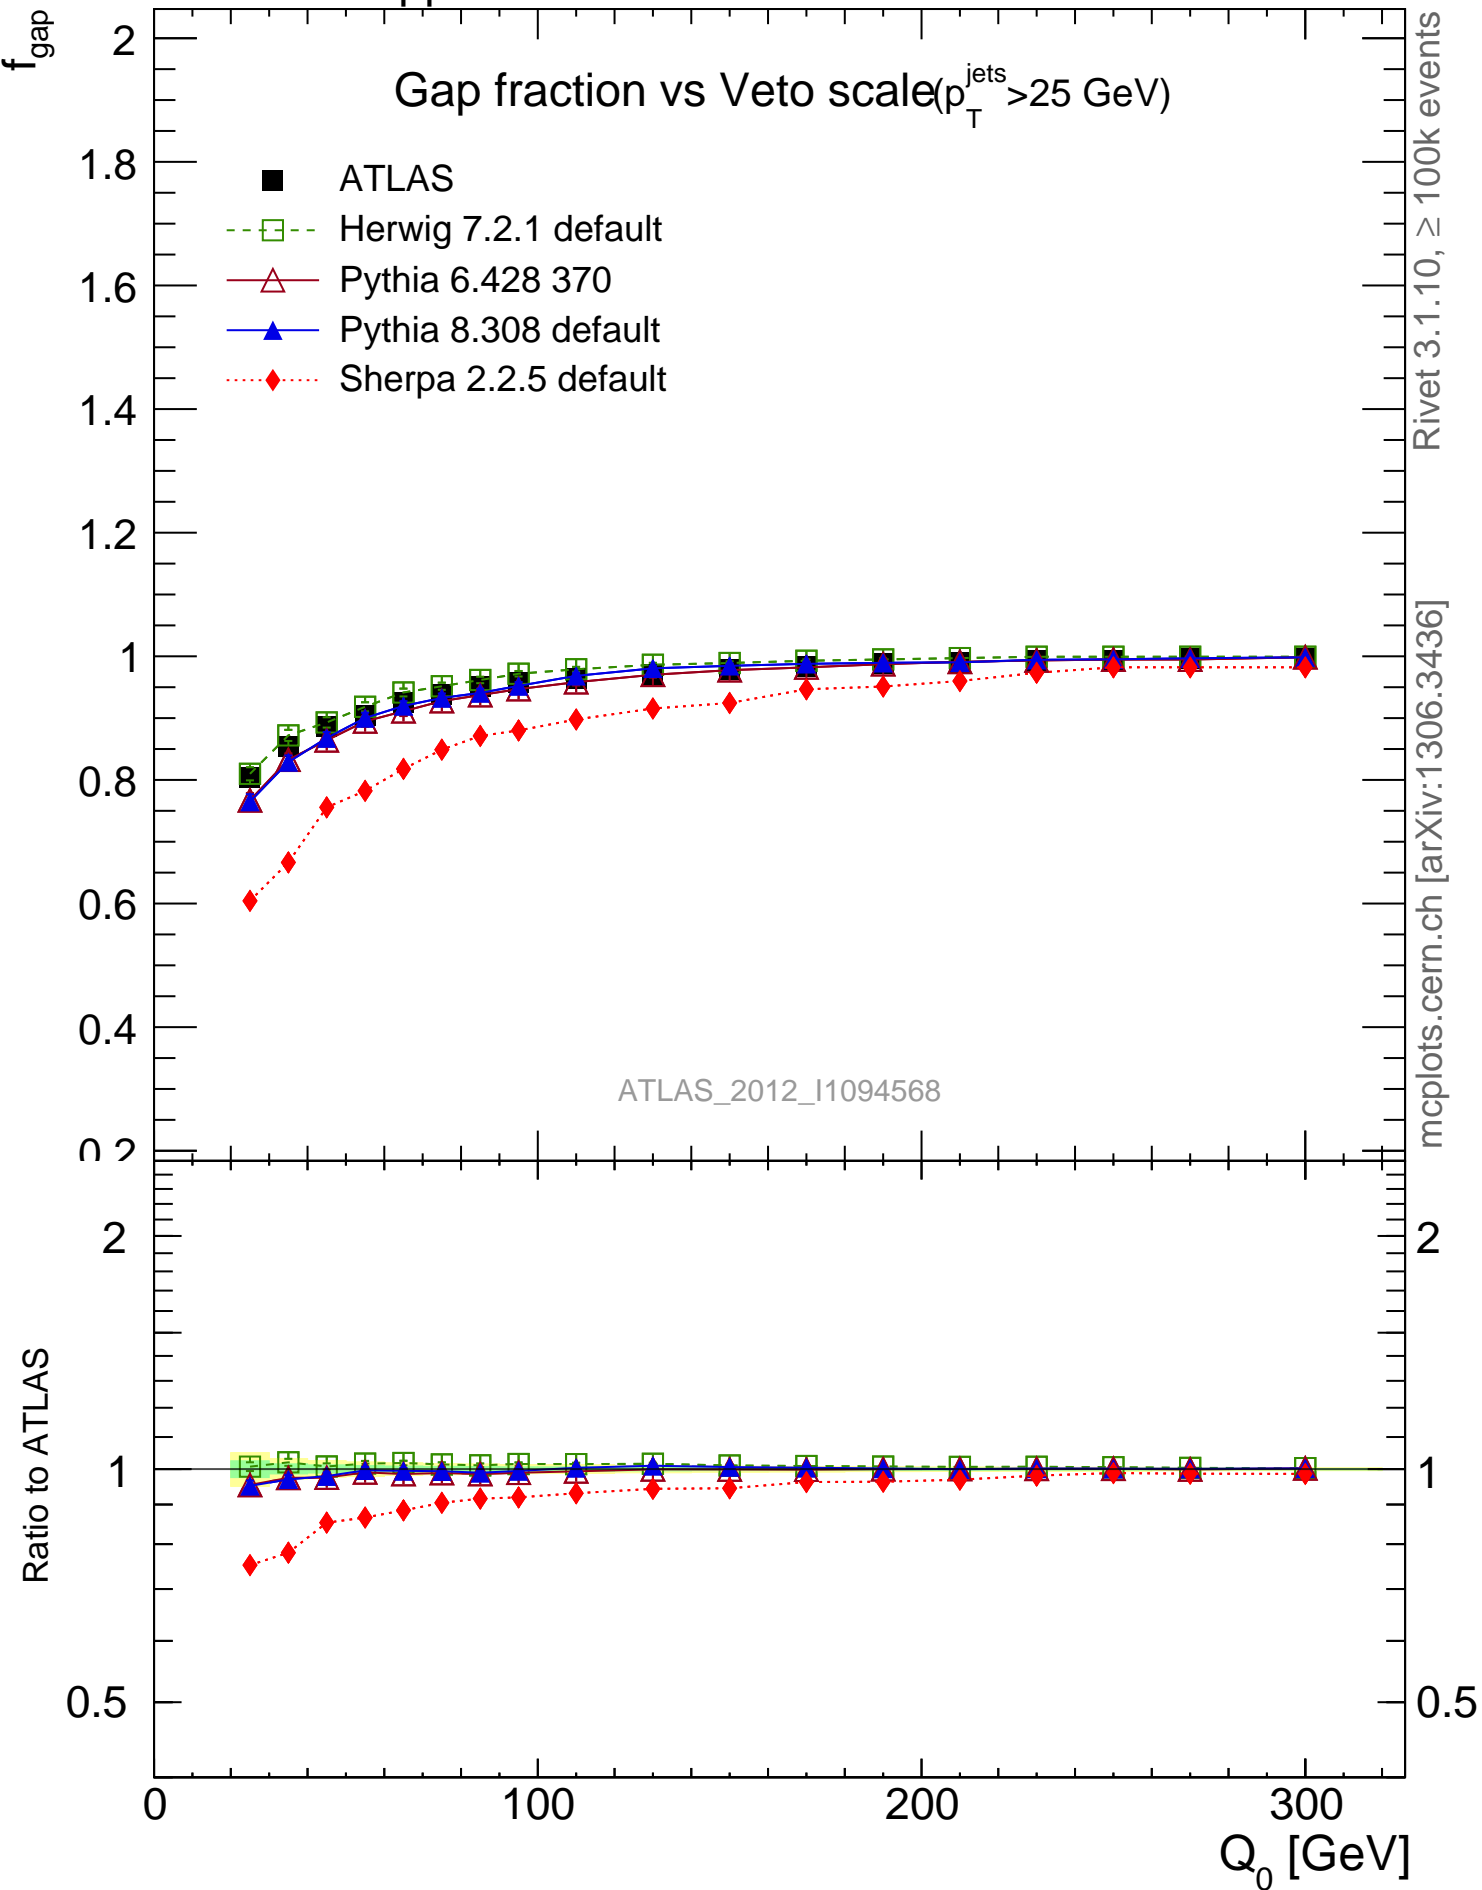 f_gap
Gap fraction vs Veto scale(p_T^jets>25 GeV)
ATLAS
Herwig 7.2.1 default
Pythia 6.428 370
Pythia 8.308 default
Sherpa 2.2.5 default
2
1.8
1.6
1.4
1.2
1
0.8
0.6
0.4
0.2
ATLAS_2012_I1094568
Rivet 3.1.10, ≥ 100k events
mcplots.cern.ch [arXiv:1306.3436]
Ratio to ATLAS
2
1
0.5
2
1
0.5
0
100
200
300
Q_0 [GeV]